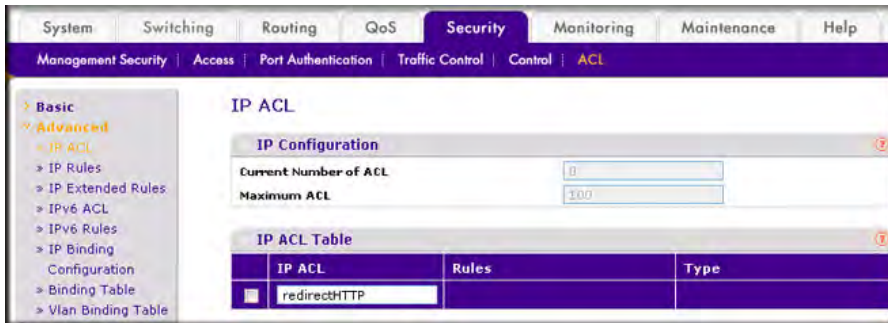 System Switching Routing QoS Security Monitoring Maintenance Help
Management Security Access Port Authentication Traffic Control Control ACL
Basic
Advanced
» IP ACL
» IP Rules
» IP Extended Rules
» IPv6 ACL
» IPv6 Rules
» IP Binding
Configuration
» Binding Table
» Vlan Binding Table
IP ACL
IP Configuration
Current Number of ACL 0
Maximum ACL 100
IP ACL Table
IP ACL Rules Type
redirectHTTP